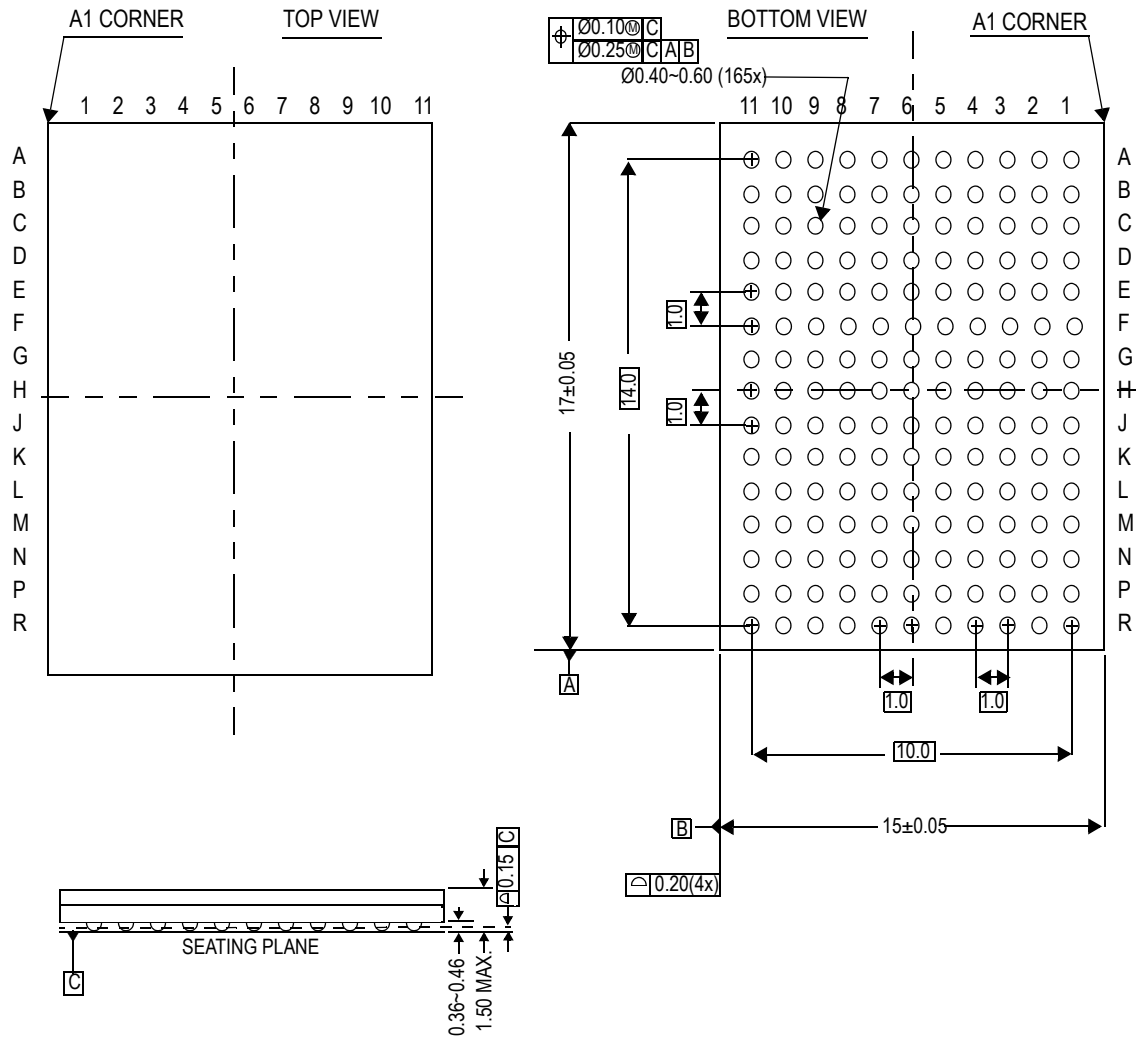 A1 CORNER
TOP VIEW
1 2 3 4 5 6 7 8 9 10 11
A
B
C
D
E
F
G
H
J
K
L
M
N
P
R
Ø0.10Ⓜ C
Ø0.25Ⓜ C A B
Ø0.40~0.60 (165x)
BOTTOM VIEW
A1 CORNER
11 10 9 8 7 6 5 4 3 2 1
A
B
C
D
E
F
G
H
J
K
L
M
N
P
R
1.0
1.0
14.0
17±0.05
A
1.0
1.0
10.0
B
15±0.05
0.20(4x)
0.15 C
SEATING PLANE
C
0.36~0.46
1.50 MAX.